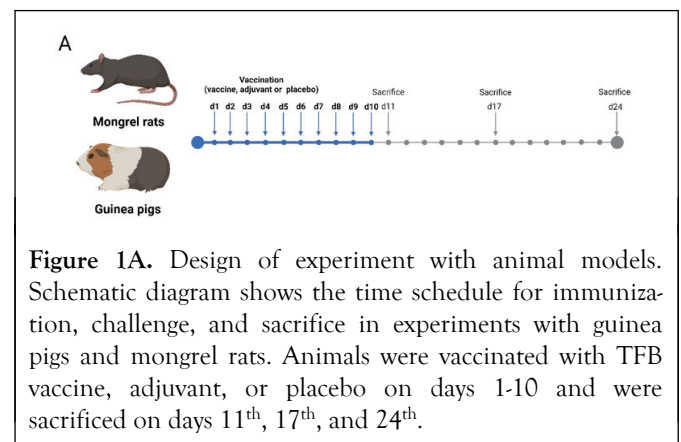 A
Vaccination
(vaccine, adjuvant or placebo)
d1 d2 d3 d4 d5 d6 d7 d8 d9 d10
Sacrifice
d11
Sacrifice
d17
Sacrifice
d24
Mongrel rats
Guinea pigs
Figure 1A. Design of experiment with animal models.
Schematic diagram shows the time schedule for immuniza-
tion, challenge, and sacrifice in experiments with guinea
pigs and mongrel rats. Animals were vaccinated with TFB
vaccine, adjuvant, or placebo on days 1-10 and were
sacrificed on days 11th, 17th, and 24th.